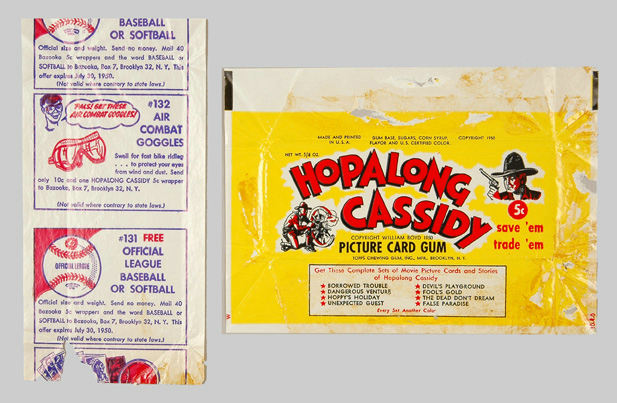 BASEBALL
OR SOFTBALL
Official size and weight. Send no money. Mail 40
Bazooka 5c wrappers and the word BASEBALL or
SOFTBALL to Bazooka, Box 7, Brooklyn 32, N. Y. This
offer expires July 30, 1950.
(Not valid where contrary to state laws.)
"PALS! GET THESE
AIR COMBAT GOGGLES!"
#132
AIR
COMBAT
GOGGLES
Swell for fast bike riding
. . . to protect your eyes
from wind and dust. Send
only 10c and one HOPALONG CASSIDY 5c wrapper
to Bazooka, Box 7, Brooklyn 32, N. Y.
(Not valid where contrary to state laws.)
OFFICIAL LEAGUE
#131 FREE
OFFICIAL
LEAGUE
BASEBALL
OR SOFTBALL
Official size and weight. Send no money. Mail 40
Bazooka 5c wrappers and the word BASEBALL or
SOFTBALL to Bazooka, Box 7, Brooklyn 32, N. Y. This
offer expires July 30, 1950.
(Not valid where contrary to state laws.)
MADE AND PRINTED
IN U.S.A.
GUM BASE, SUGARS, CORN SYRUP,
FLAVOR AND U.S. CERTIFIED COLOR.
COPYRIGHT 1950
NET WT. 5/8 OZ.
HOPALONG
CASSIDY
5¢
save 'em
trade 'em
COPYRIGHT WILLIAM BOYD 1950
PICTURE CARD GUM
TOPPS CHEWING GUM, INC., MFR., BROOKLYN, N. Y.
Get These Complete Sets of Movie Picture Cards and Stories
of Hopalong Cassidy
★ BORROWED TROUBLE
★ DANGEROUS VENTURE
★ HOPPY'S HOLIDAY
★ UNEXPECTED GUEST
★ DEVIL'S PLAYGROUND
★ FOOL'S GOLD
★ THE DEAD DON'T DREAM
★ FALSE PARADISE
Every Set Another Color
W